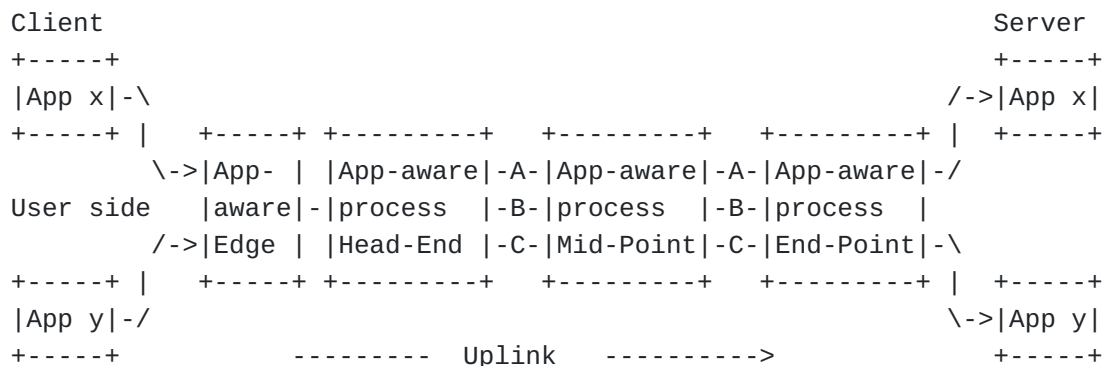 Client                                                     Server
+-----+                                                    +-----+
|App x|-\                                               /->|App x|
+-----+ |   +-----+ +---------+   +---------+   +---------+ |  +-----+
         \->|App- | |App-aware|-A-|App-aware|-A-|App-aware|-/
User side   |aware|-|process  |-B-|process  |-B-|process  |
         /->|Edge | |Head-End |-C-|Mid-Point|-C-|End-Point|-\
+-----+ |   +-----+ +---------+   +---------+   +---------+ |  +-----+
|App y|-/                                               \->|App y|
+-----+           ---------  Uplink   ---------->           +-----+